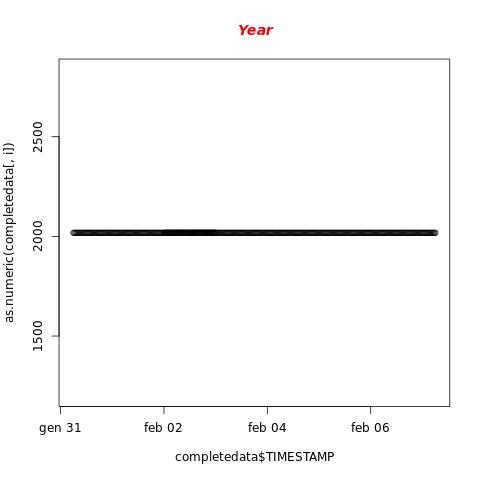 Year
as.numeric(completedata[, i])
2500
2000
1500
gen 31
feb 02
feb 04
feb 06
completedata$TIMESTAMP